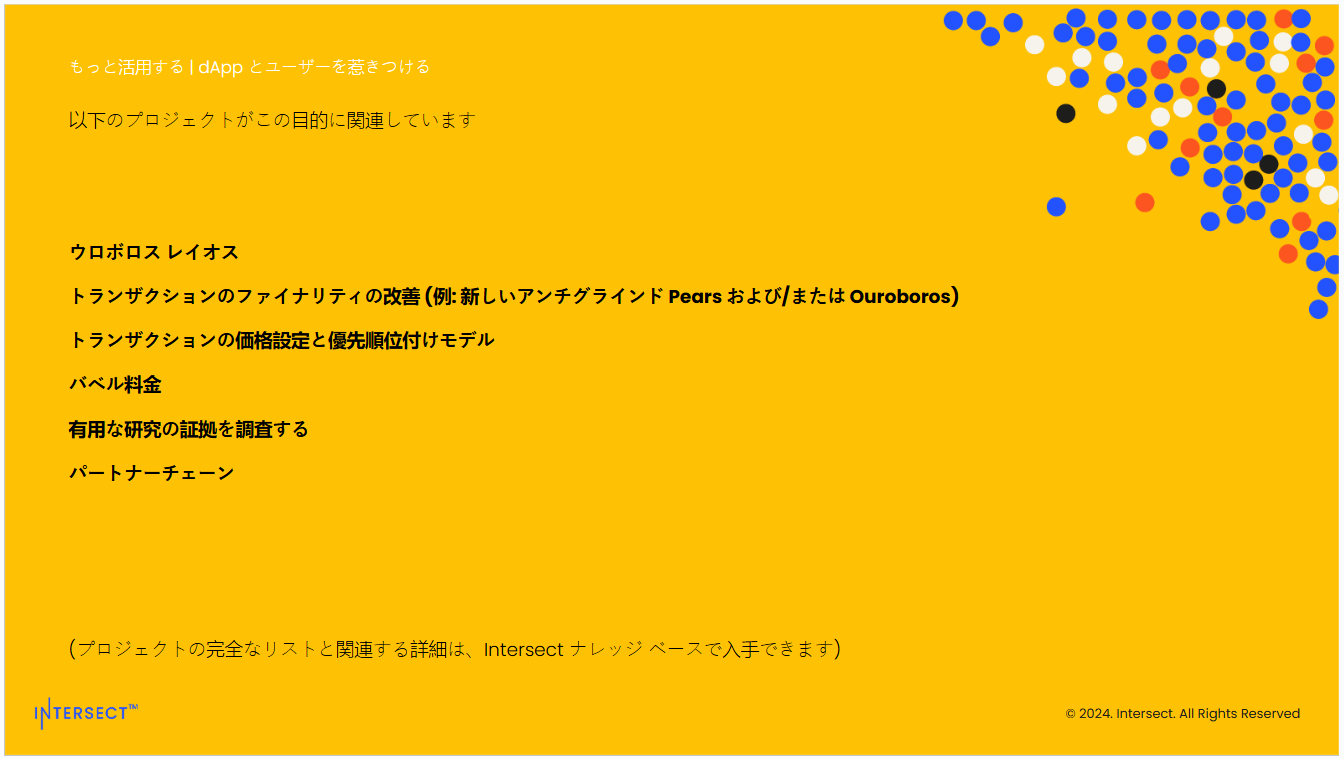 もっと活用する | dApp とユーザーを惹きつける
以下のプロジェクトがこの目的に関連しています
ウロボロス レイオス
トランザクションのファイナリティの改善 (例: 新しいアンチグラインド Pears および/または Ouroboros)
トランザクションの価格設定と優先順位付けモデル
バベル料金
有用な研究の証拠を調査する
パートナーチェーン
(プロジェクトの完全なリストと関連する詳細は、Intersect ナレッジ ベースで入手できます)
INTERSECT™
© 2024. Intersect. All Rights Reserved